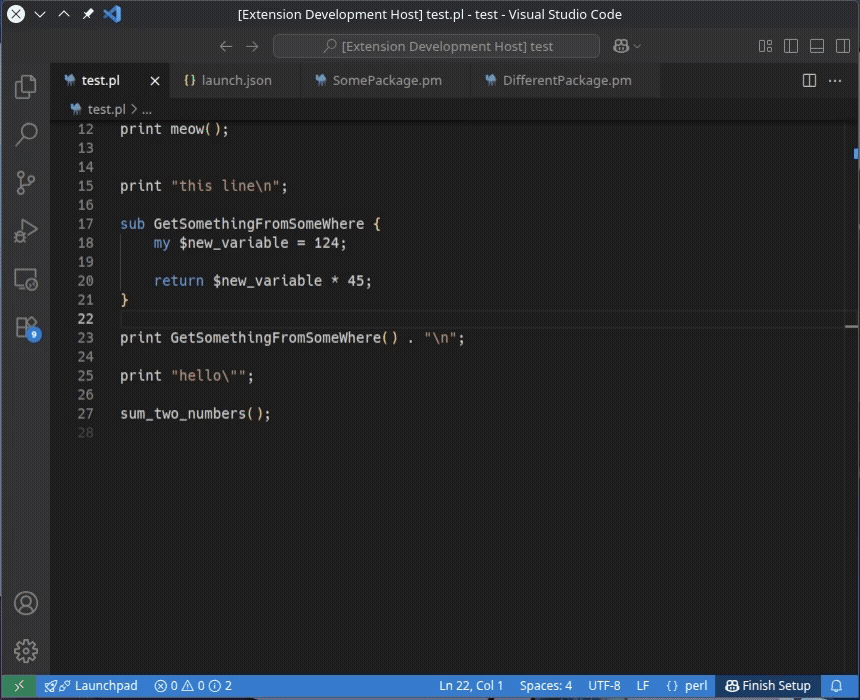 [Extension Development Host] test.pl - test - Visual Studio Code
[Extension Development Host] test
test.pl
{} launch.json
SomePackage.pm
DifferentPackage.pm
test.pl > ...
12 print meow();
13
14
15 print "this line\n";
16
17 sub GetSomethingFromSomeWhere {
18     my $new_variable = 124;
19
20     return $new_variable * 45;
21 }
22
23 print GetSomethingFromSomeWhere() . "\n";
24
25 print "hello\"";
26
27 sum_two_numbers();
28
9
Launchpad 0 0 2 Ln 22, Col 1 Spaces: 4 UTF-8 LF {} perl Finish Setup